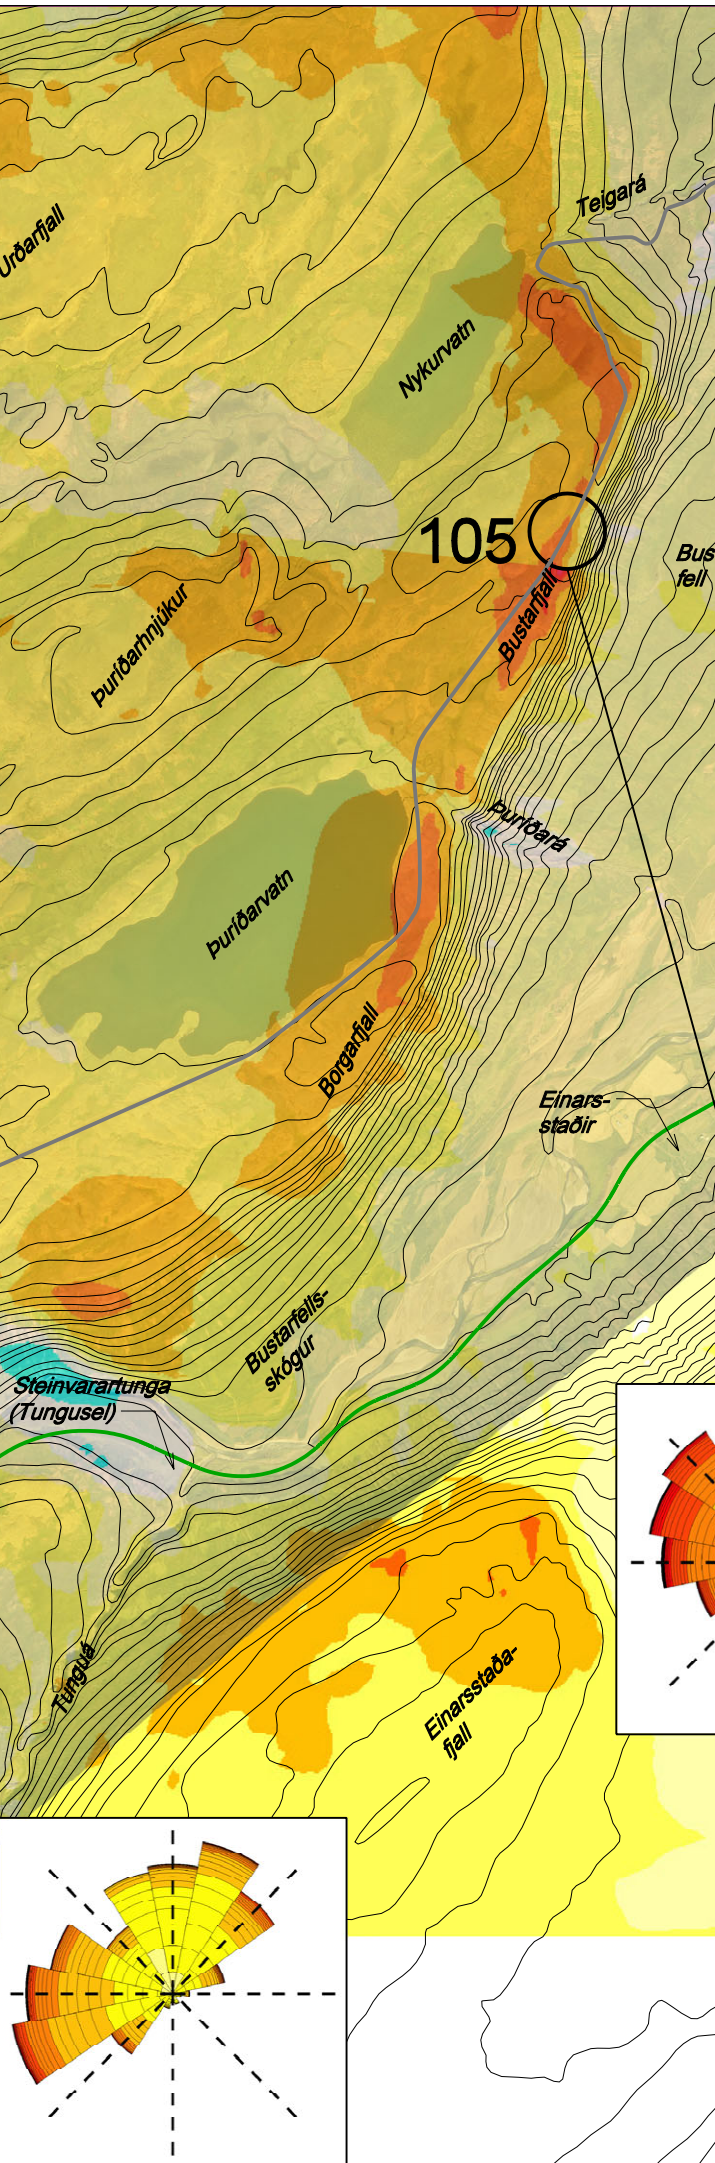 Teigará
Urðarfjall
Nykurvatn
105
Bus
fell
Bustarfjall
Þuríðarhnjúkur
Þuríðará
Þuríðarvatn
Borgarfjall
Einars-
staðir
Bustarfells-
skógur
Steinvarartunga
(Tungusel)
Tunguá
Einarsstaða-
fjall